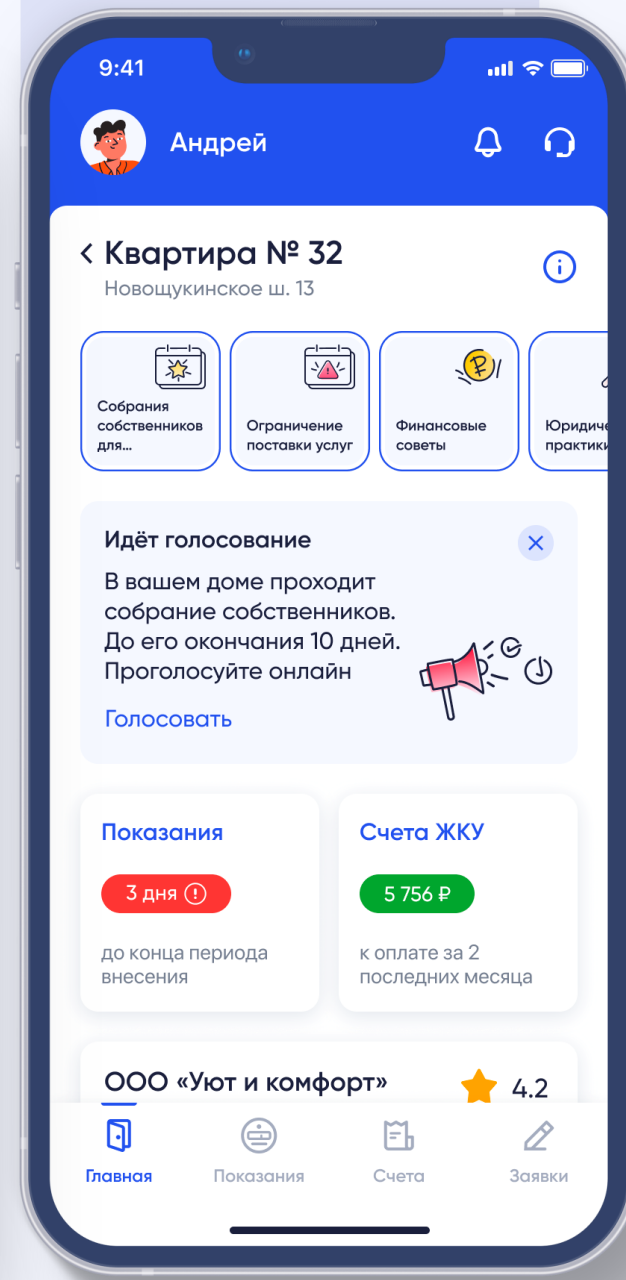 9:41
Андрей
Квартира № 32
Новощукинское ш. 13
Собрания
собственников
для...
Ограничение
поставки услуг
Финансовые
советы
Юридиче
практики
Идёт голосование
В вашем доме проходит
собрание собственников.
До его окончания 10 дней.
Проголосуйте онлайн
Голосовать
Показания
Счета ЖКУ
3 дня
5 756 ₽
до конца периода
внесения
к оплате за 2
последних месяца
ООО «Уют и комфорт»
4.2
Главная
Показания
Счета
Заявки